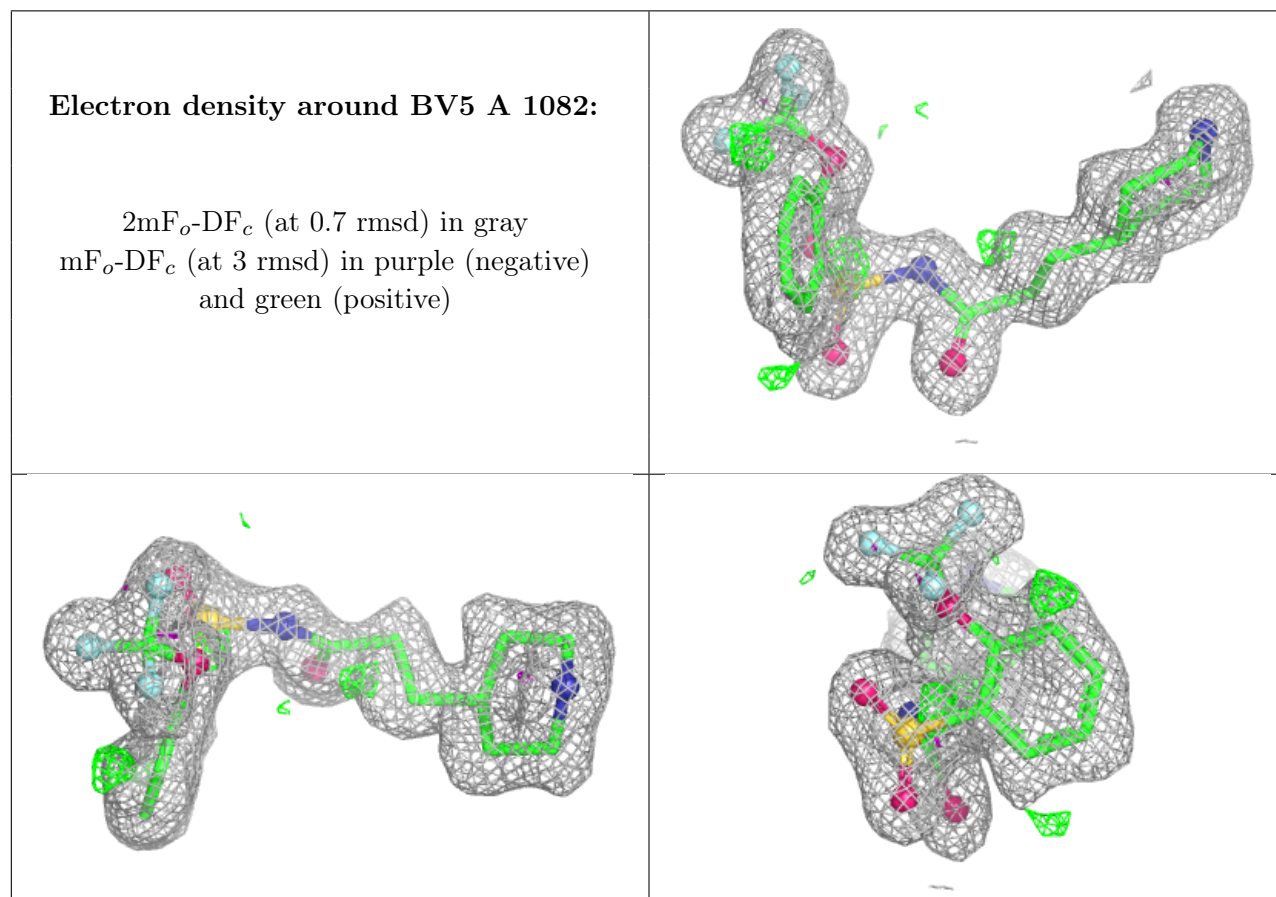 Electron density around BV5 A 1082:
2mFo-DFc (at 0.7 rmsd) in gray
mFo-DFc (at 3 rmsd) in purple (negative)
and green (positive)